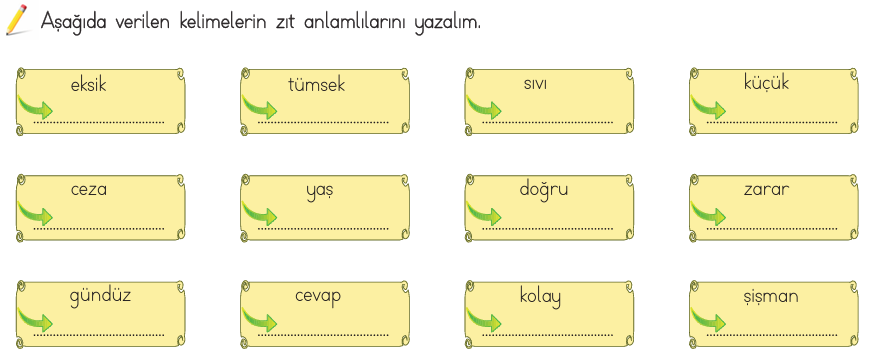 Aşağıda verilen kelimelerin zıt anlamlılarını yazalım.
eksik tümsek sıvı küçük
ceza yaş doğru zarar
gündüz cevap kolay şişman